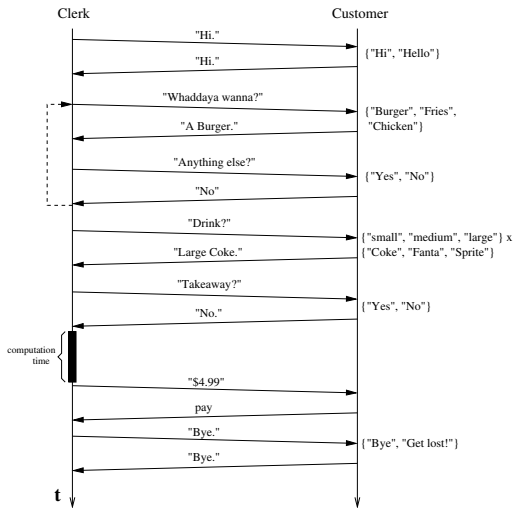 Clerk
Customer
"Hi."
{"Hi", "Hello"}
"Hi."
"Whaddaya wanna?"
{"Burger", "Fries",
"Chicken"}
"A Burger."
"Anything else?"
{"Yes", "No"}
"No"
"Drink?"
{"small", "medium", "large"} x
{"Coke", "Fanta", "Sprite"}
"Large Coke."
"Takeaway?"
{"Yes", "No"}
"No."
computation
time
"$4.99"
pay
"Bye."
{"Bye", "Get lost!"}
"Bye."
t